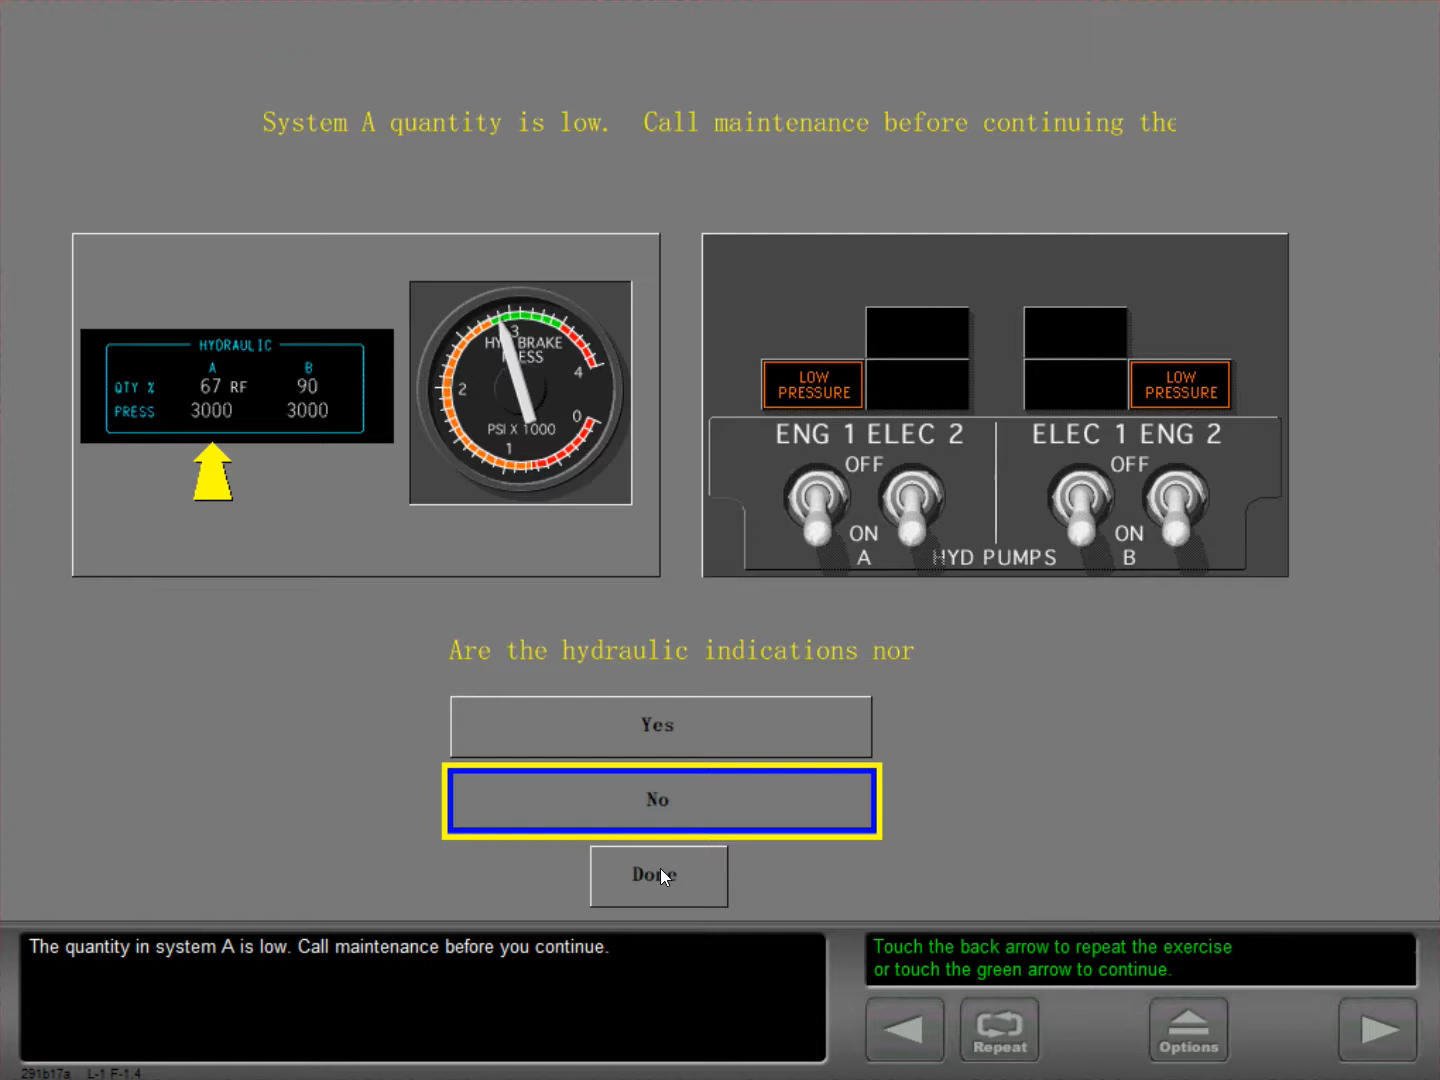 System A quantity is low. Call maintenance before continuing the
HYDRAULIC
A B
QTY % 67 RF 90
PRESS 3000 3000
3
HYD BRAKE
PRESS
4
2
0
PSI X 1000
1
LOW
PRESSURE
LOW
PRESSURE
ENG 1 ELEC 2 ELEC 1 ENG 2
OFF OFF
ON ON
A HYD PUMPS B
Are the hydraulic indications nor
Yes
No
Done
The quantity in system A is low. Call maintenance before you continue.
Touch the back arrow to repeat the exercise
or touch the green arrow to continue.
Repeat Options
291b17a L-1 F-1.4